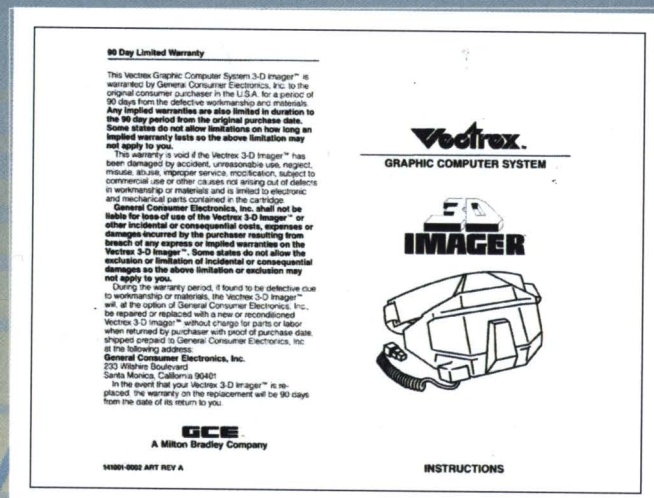 90 Day Limited Warranty
This Vectrex Graphic Computer System 3-D Imager™ is
warranted by General Consumer Electronics, Inc. to the
original consumer purchaser in the U.S.A. for a period of
90 days from the defective workmanship and materials.
Any implied warranties are also limited in duration to
the 90 day period from the original purchase date.
Some states do not allow limitations on how long an
implied warranty lasts so the above limitation may
not apply to you.
This warranty is void if the Vectrex 3-D Imager™ has
been damaged by accident, unreasonable use, neglect,
misuse, abuse, improper service, modification, subject to
commercial use or other causes not arising out of defects
in workmanship or materials and is limited to electronic
and mechanical parts contained in the cartridge.
General Consumer Electronics, Inc. shall not be
liable for loss of use of the Vectrex 3-D Imager™ or
other incidental or consequential costs, expenses or
damages incurred by the purchaser resulting from
breach of any express or implied warranties on the
Vectrex 3-D Imager™. Some states do not allow the
exclusion or limitation of incidental or consequential
damages so the above limitation or exclusion may
not apply to you.
During the warranty period, if found to be defective due
to workmanship or materials, the Vectrex 3-D Imager™
will, at the option of General Consumer Electronics, Inc.,
be repaired or replaced with a new or reconditioned
Vectrex 3-D Imager™ without charge for parts or labor
when returned by purchaser with proof of purchase date,
shipped prepaid to General Consumer Electronics, Inc.
at the following address:
General Consumer Electronics, Inc.
233 Wilshire Boulevard
Santa Monica, California 90401
In the event that your Vectrex 3-D Imager™ is re-
placed, the warranty on the replacement will be 90 days
from the date of its return to you.
GCE
A Milton Bradley Company
141001-0002 ART REV A
Vectrex™
GRAPHIC COMPUTER SYSTEM
3D
IMAGER
INSTRUCTIONS